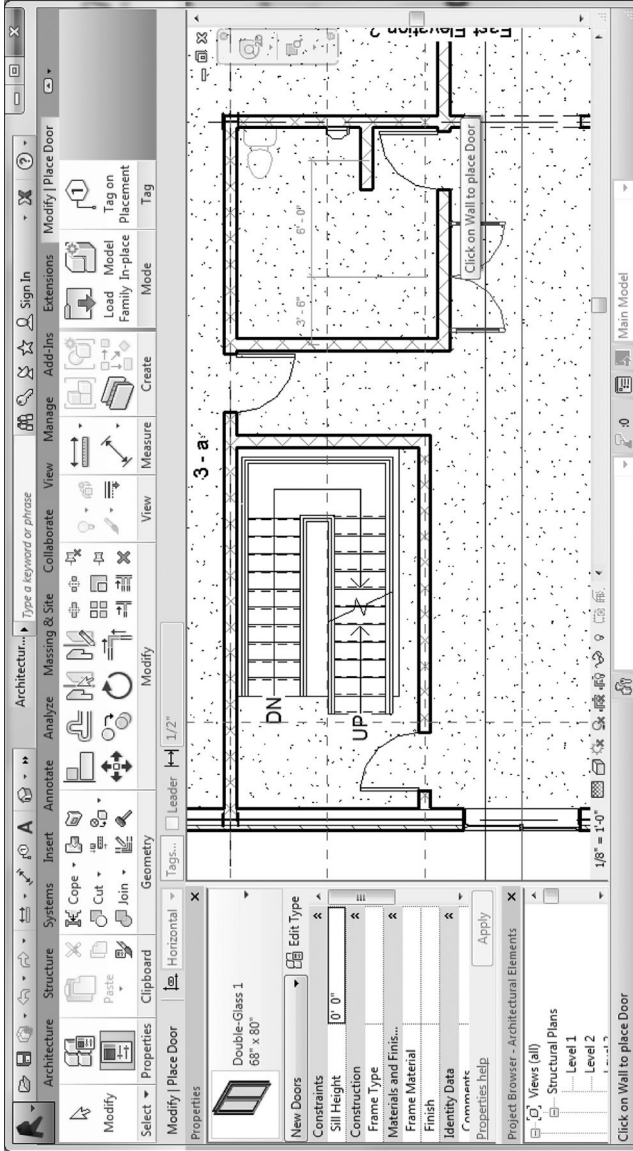 Architectur...
Type a keyword or phrase
Sign In
Architecture
Structure
Systems
Insert
Annotate
Analyze
Massing & Site
Collaborate
View
Manage
Add-Ins
Extensions
Modify | Place Door
Modify
Paste
Cope
Cut
Join
Load Family
Model In-place
Tag on Placement
1
Select
Properties
Clipboard
Geometry
Modify
View
Measure
Create
Mode
Tag
Modify | Place Door
Horizontal
Tags...
Leader
1/2"
Properties
Double-Glass 1
68" x 80"
New Doors
Edit Type
Constraints
Sill Height
0' 0"
Construction
Frame Type
Materials and Finis...
Frame Material
Finish
Identity Data
Comments
Properties help
Apply
Project Browser - Architectural Elements
Views (all)
Structural Plans
Level 1
Level 2
3 - a
DN
UP
3' - 6"
6' - 0"
East Elevation 2
2D
Click on Wall to place Door
1/8" = 1'-0"
Click on Wall to place Door
:0
Main Model